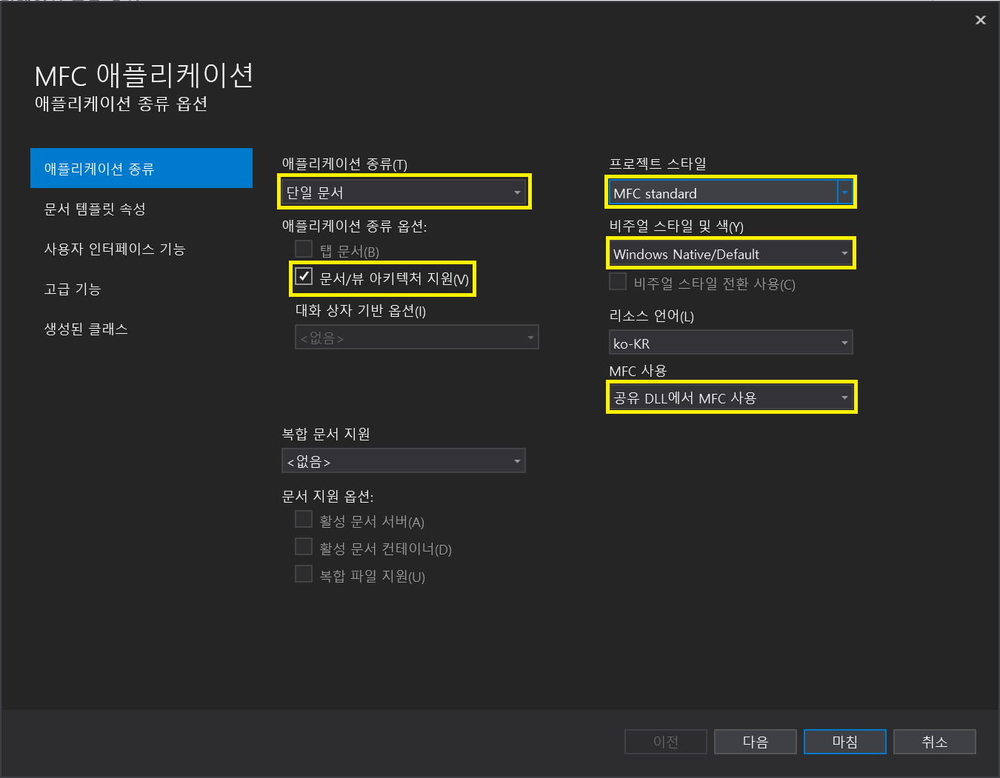 MFC 애플리케이션
애플리케이션 종류 옵션
애플리케이션 종류
문서 템플릿 속성
사용자 인터페이스 기능
고급 기능
생성된 클래스
애플리케이션 종류(T)
단일 문서
애플리케이션 종류 옵션:
탭 문서(B)
문서/뷰 아키텍처 지원(V)
대화 상자 기반 옵션(I)
<없음>
복합 문서 지원
<없음>
문서 지원 옵션:
활성 문서 서버(A)
활성 문서 컨테이너(D)
복합 파일 지원(U)
프로젝트 스타일
MFC standard
비주얼 스타일 및 색(Y)
Windows Native/Default
비주얼 스타일 전환 사용(C)
리소스 언어(L)
ko-KR
MFC 사용
공유 DLL에서 MFC 사용
이전
다음
마침
취소